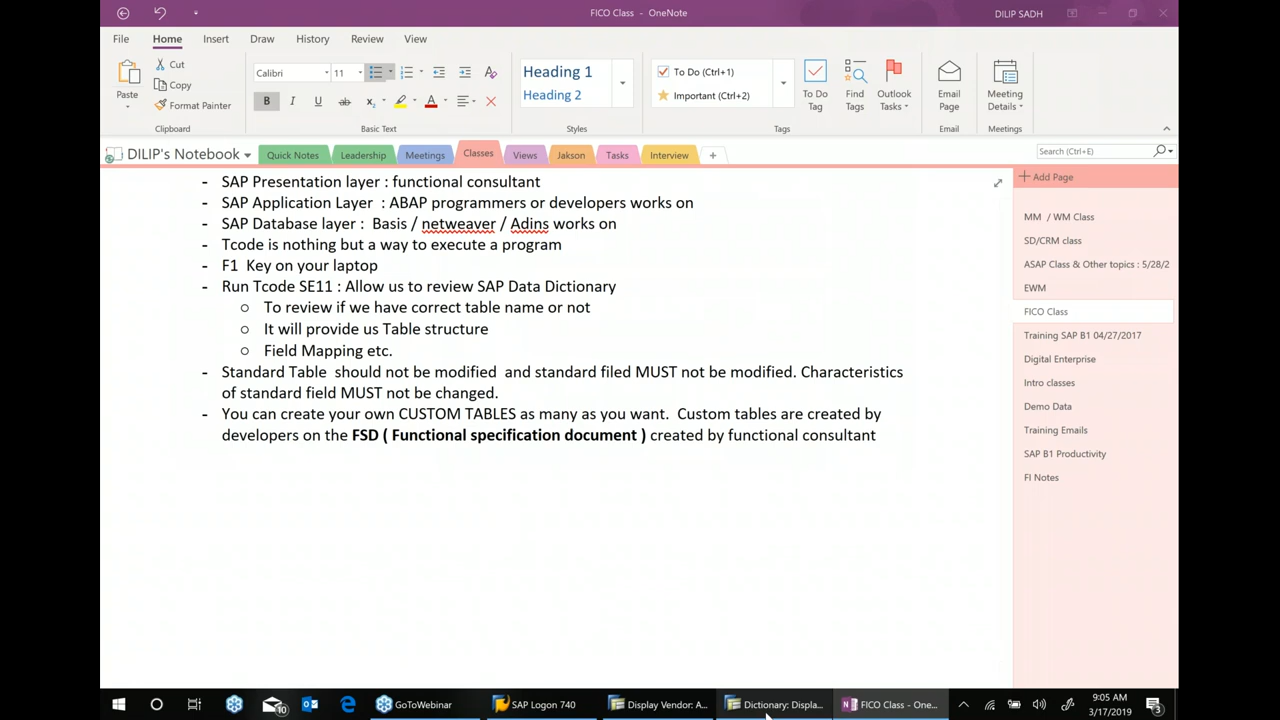 FICO Class - OneNote
DILIP SADH
File Home Insert Draw History Review View
Paste
Cut
Copy
Format Painter
Clipboard
Calibri 11
B I U ab x₂ A
Basic Text
Heading 1
Heading 2
Styles
To Do (Ctrl+1)
Important (Ctrl+2)
To Do Tag
Find Tags
Outlook Tasks
Tags
Email Page
Email
Meeting Details
Meetings
DILIP's Notebook
Quick Notes Leadership Meetings Classes Views Jakson Tasks Interview
Search (Ctrl+E)
- SAP Presentation layer : functional consultant
- SAP Application Layer : ABAP programmers or developers works on
- SAP Database layer : Basis / netweaver / Adins works on
- Tcode is nothing but a way to execute a program
- F1 Key on your laptop
- Run Tcode SE11 : Allow us to review SAP Data Dictionary
o To review if we have correct table name or not
o It will provide us Table structure
o Field Mapping etc.
- Standard Table should not be modified and standard filed MUST not be modified. Characteristics
of standard field MUST not be changed.
- You can create your own CUSTOM TABLES as many as you want. Custom tables are created by
developers on the FSD ( Functional specification document ) created by functional consultant
Add Page
MM / WM Class
SD/CRM class
ASAP Class & Other topics : 5/28/2
EWM
FICO Class
Training SAP B1 04/27/2017
Digital Enterprise
Intro classes
Demo Data
Training Emails
SAP B1 Productivity
FI Notes
10
GoToWebinar
SAP Logon 740
Display Vendor: A...
Dictionary: Displa...
FICO Class - One...
9:05 AM
3/17/2019
3